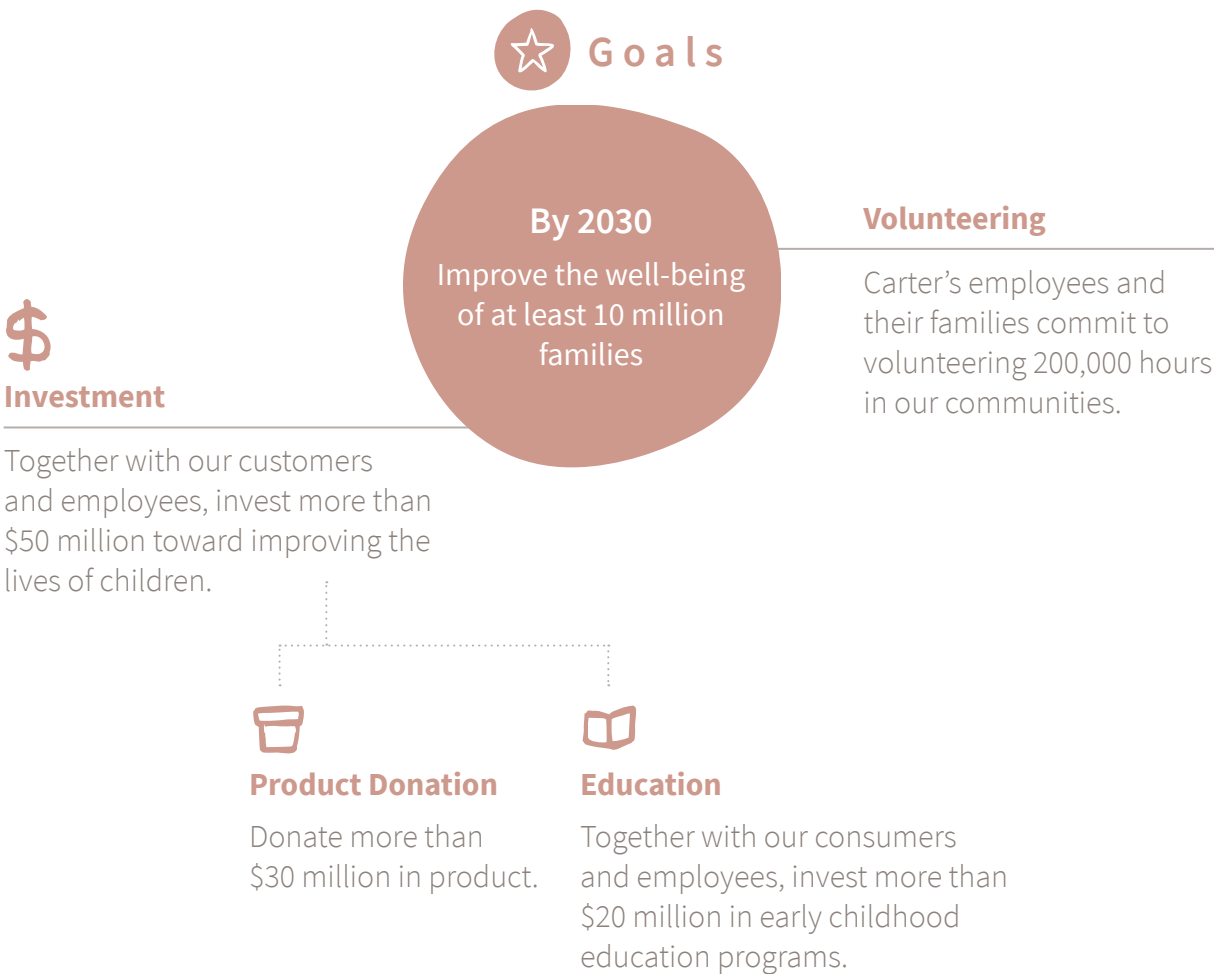 Goals
By 2030
Improve the well-being
of at least 10 million
families
Volunteering
Carter’s employees and
their families commit to
volunteering 200,000 hours
in our communities.
Investment
Together with our customers
and employees, invest more than
$50 million toward improving the
lives of children.
Product Donation
Donate more than
$30 million in product.
Education
Together with our consumers
and employees, invest more than
$20 million in early childhood
education programs.